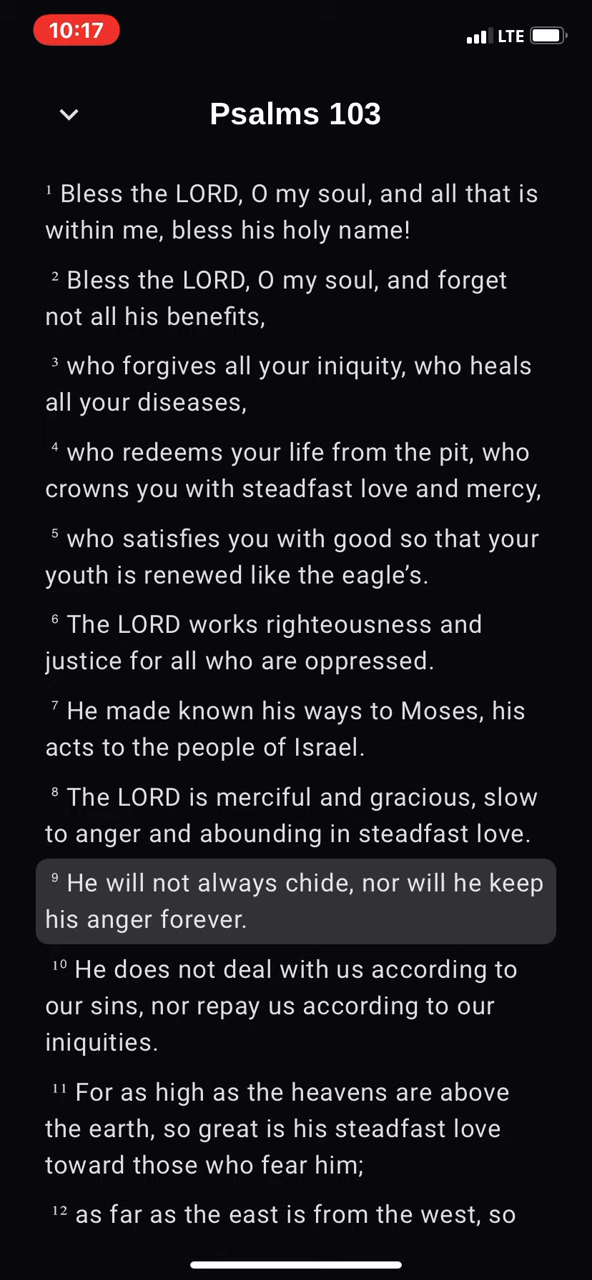 10:17
LTE
Psalms 103
1 Bless the LORD, O my soul, and all that is
within me, bless his holy name!
2 Bless the LORD, O my soul, and forget
not all his benefits,
3 who forgives all your iniquity, who heals
all your diseases,
4 who redeems your life from the pit, who
crowns you with steadfast love and mercy,
5 who satisfies you with good so that your
youth is renewed like the eagle’s.
6 The LORD works righteousness and
justice for all who are oppressed.
7 He made known his ways to Moses, his
acts to the people of Israel.
8 The LORD is merciful and gracious, slow
to anger and abounding in steadfast love.
9 He will not always chide, nor will he keep
his anger forever.
10 He does not deal with us according to
our sins, nor repay us according to our
iniquities.
11 For as high as the heavens are above
the earth, so great is his steadfast love
toward those who fear him;
12 as far as the east is from the west, so